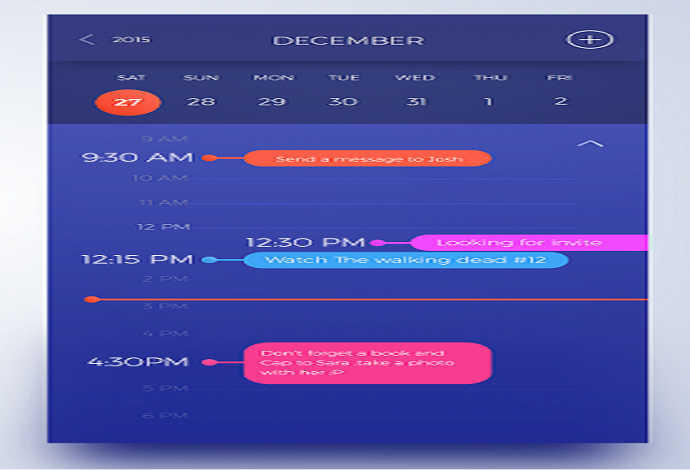 2015
DECEMBER
SAT SUN MON TUE WED THU FRI
27 28 29 30 31 1 2
9 AM
9:30 AM Send a message to Josh
10 AM
11 AM
12 PM
12:30 PM Looking for invite
12:15 PM Watch The walking dead #12
2 PM
3 PM
4 PM
4:30PM
Don't forget a book and
Cap to Sara ,take a photo
with her :P
5 PM
6 PM